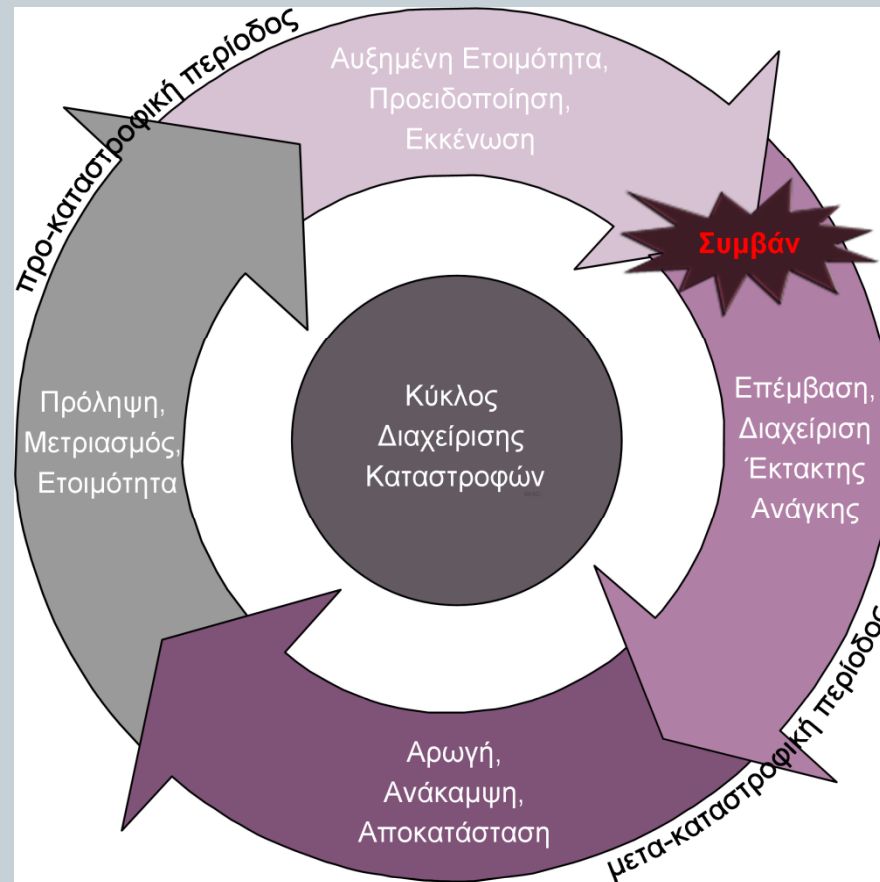 προ-καταστροφική περίοδος
Αυξημένη Ετοιμότητα,
Προειδοποίηση,
Εκκένωση
Συμβάν
Επέμβαση,
Διαχείριση
Έκτακτης
Ανάγκης
μετα-καταστροφική περίοδος
Αρωγή,
Ανάκαμψη,
Αποκατάσταση
Πρόληψη,
Μετριασμός,
Ετοιμότητα
Κύκλος
Διαχείρισης
Καταστροφών